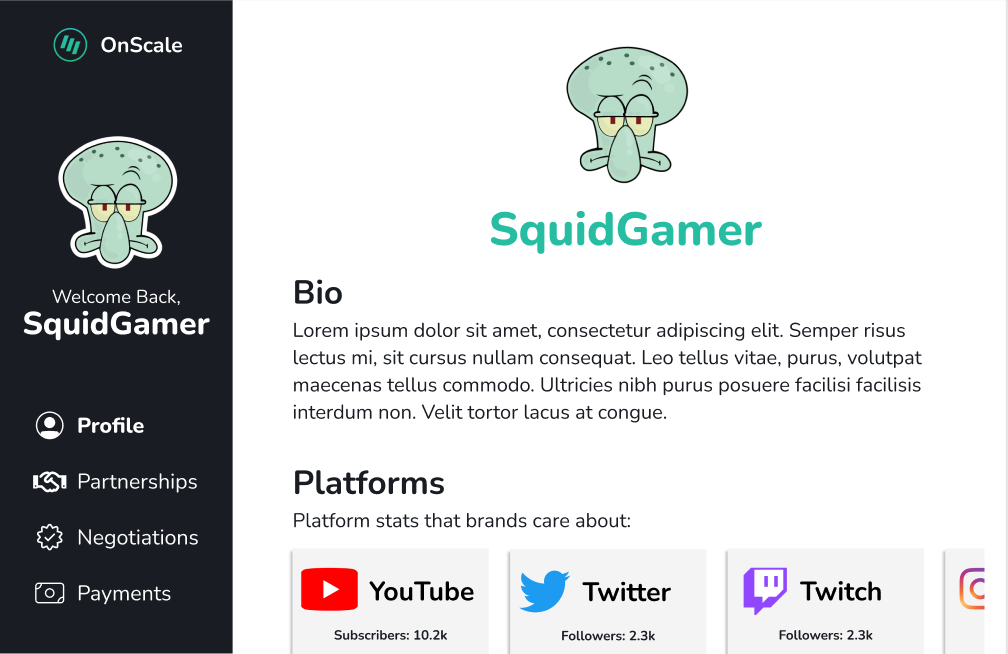 OnScale
Welcome Back,
SquidGamer
Profile
Partnerships
Negotiations
Payments
SquidGamer
Bio
Lorem ipsum dolor sit amet, consectetur adipiscing elit. Semper risus
lectus mi, sit cursus nullam consequat. Leo tellus vitae, purus, volutpat
maecenas tellus commodo. Ultricies nibh purus posuere facilisi facilisis
interdum non. Velit tortor lacus at congue.
Platforms
Platform stats that brands care about:
YouTube
Subscribers: 10.2k
Twitter
Followers: 2.3k
Twitch
Followers: 2.3k